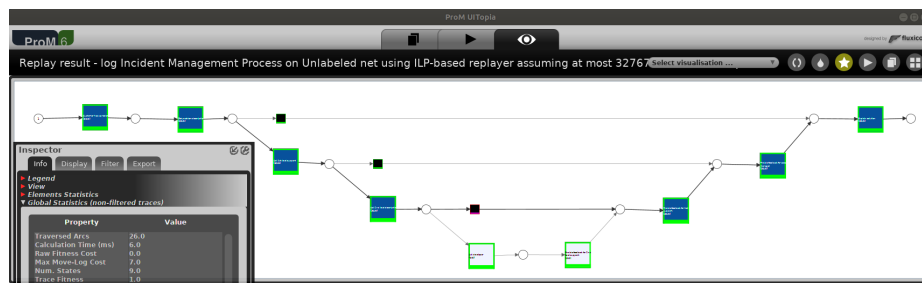 ProM UITopia
ProM 6
designed by fluxico
Replay result - log Incident Management Process on Unlabeled net using ILP-based replayer assuming at most 32767
Select visualisation ...
Inspector
Info Display Filter Export
Legend
View
Elements Statistics
Global Statistics (non-filtered traces)
Property Value
Traversed Arcs 26.0
Calculation Time (ms) 6.0
Raw Fitness Cost 0.0
Max Move-Log Cost 7.0
Num. States 9.0
Trace Fitness 1.0